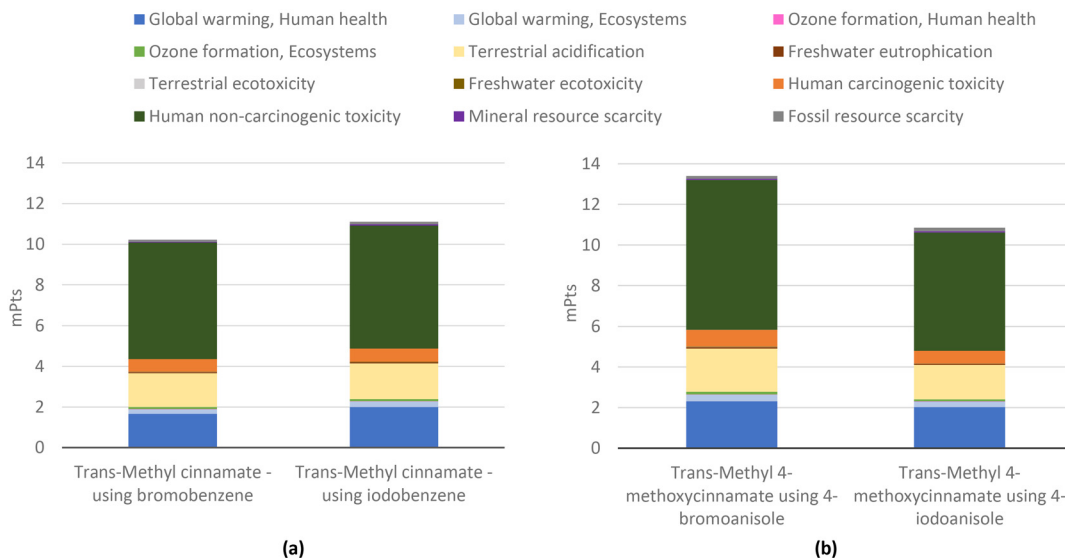 Global warming, Human health
Global warming, Ecosystems
Ozone formation, Human health
Ozone formation, Ecosystems
Terrestrial acidification
Freshwater eutrophication
Terrestrial ecotoxicity
Freshwater ecotoxicity
Human carcinogenic toxicity
Human non-carcinogenic toxicity
Mineral resource scarcity
Fossil resource scarcity
14
12
10
8
6
4
2
0
mPts
Trans-Methyl cinnamate -
using bromobenzene
Trans-Methyl cinnamate -
using iodobenzene
(a)
14
12
10
8
6
4
2
0
mPts
Trans-Methyl 4-
methoxycinnamate using 4-
bromoanisole
Trans-Methyl 4-
methoxycinnamate using 4-
iodoanisole
(b)